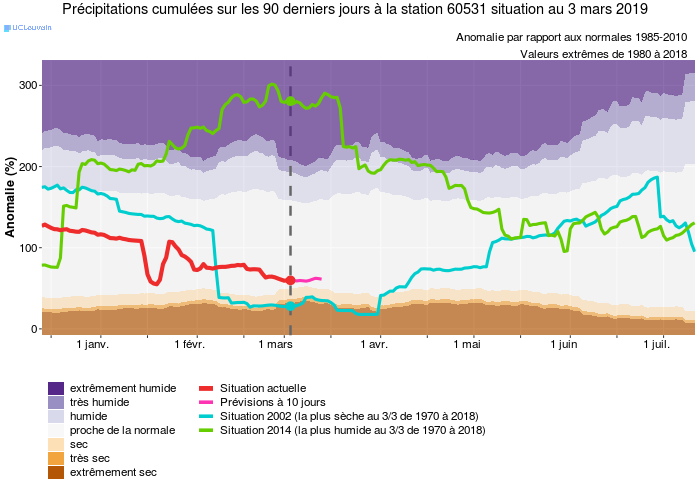 Précipitations cumulées sur les 90 derniers jours à la station 60531 situation au 3 mars 2019
UCLouvain
Anomalie par rapport aux normales 1985-2010
Valeurs extrêmes de 1980 à 2018
Anomalie (%)
300
200
100
0
1 janv.
1 févr.
1 mars
1 avr.
1 mai
1 juin
1 juil.
extrêmement humide
très humide
humide
proche de la normale
sec
très sec
extrêmement sec
Situation actuelle
Prévisions à 10 jours
Situation 2002 (la plus sèche au 3/3 de 1970 à 2018)
Situation 2014 (la plus humide au 3/3 de 1970 à 2018)